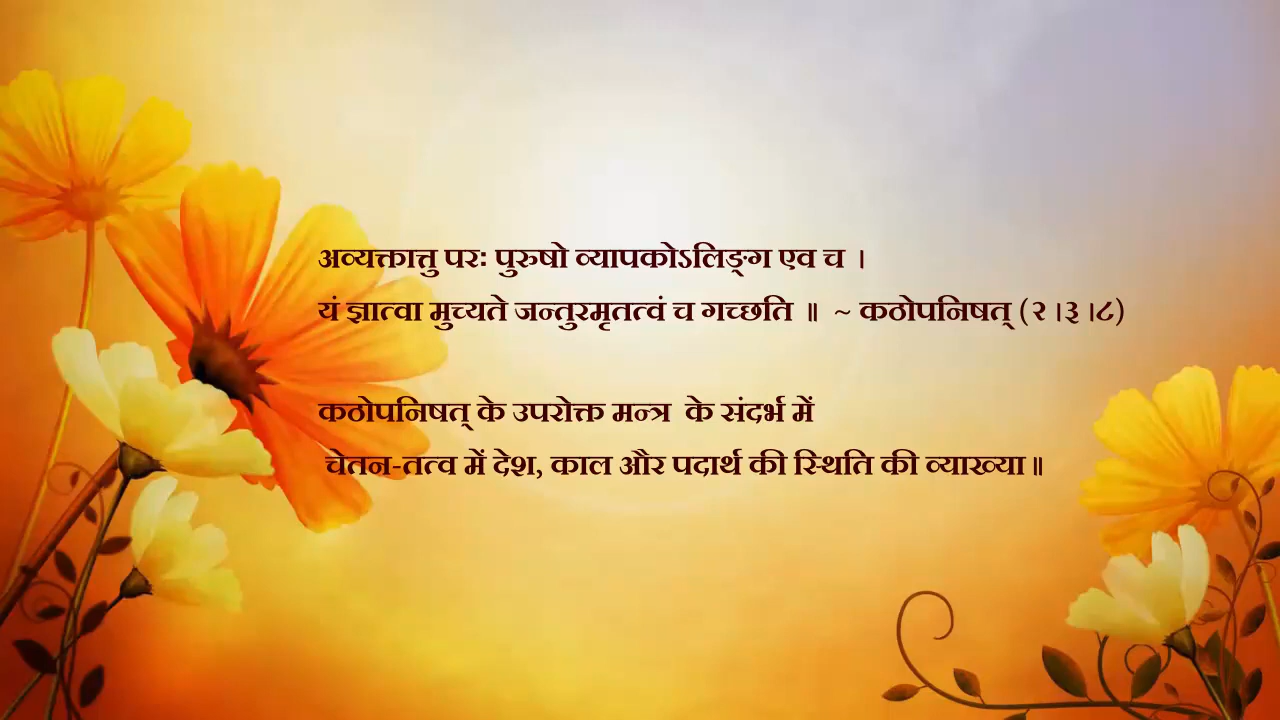 अव्यक्तात्तु परः पुरुषो व्यापकोऽलिङ्ग एव च ।
यं ज्ञात्वा मुच्यते जन्तुरमृतत्वं च गच्छति ॥ ~ कठोपनिषत् (२।३।८)
कठोपनिषत् के उपरोक्त मन्त्र के संदर्भ में
चेतन-तत्व में देश, काल और पदार्थ की स्थिति की व्याख्या॥